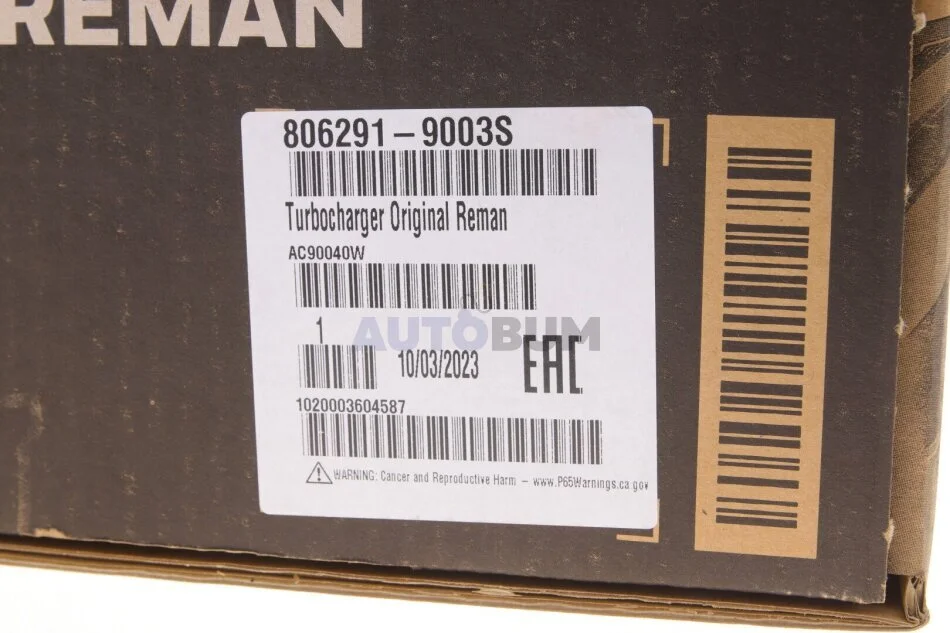 REMAN
806291-9003S
Turbocharger Original Reman
AC90040W
1
AUTOBUM
10/03/2023
EAC
1020003604587
WARNING: Cancer and Reproductive Harm - www.P65Warnings.ca.gov